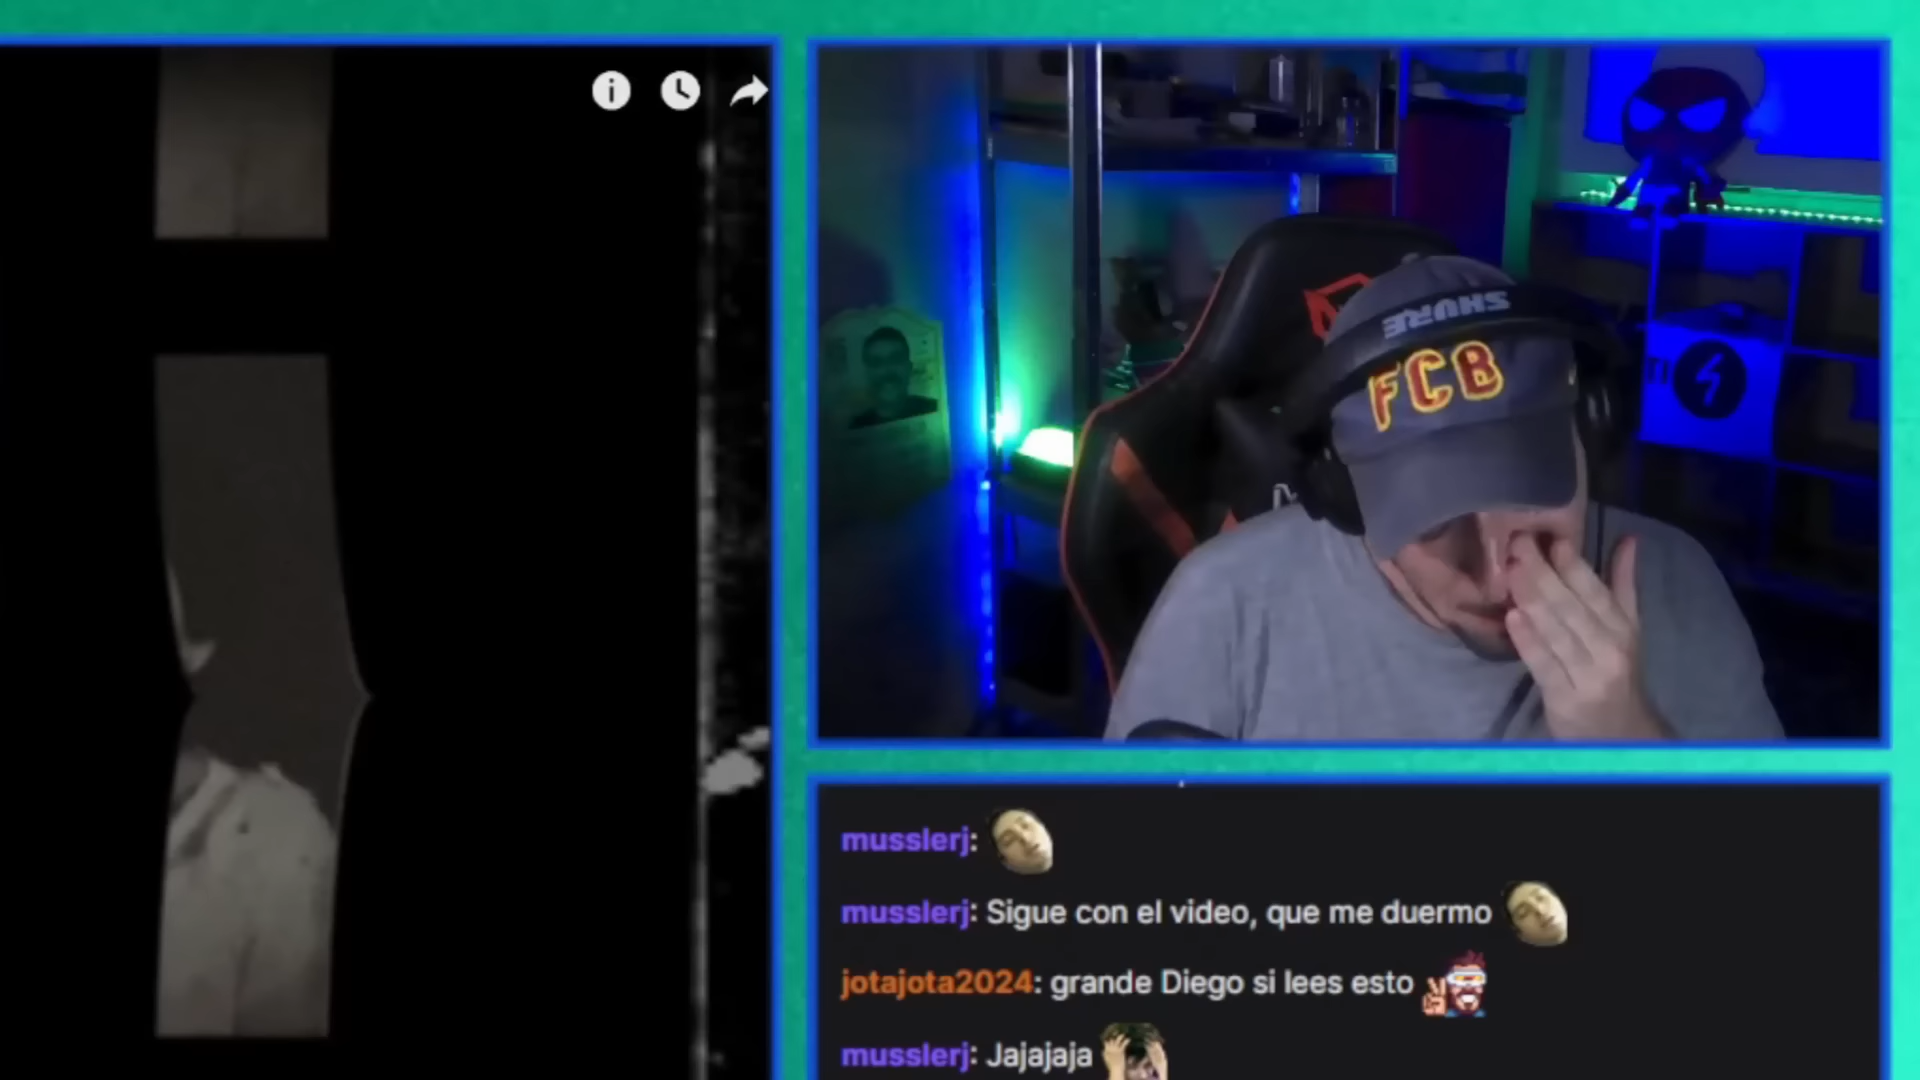 SHURE
FCB
musslerj:
musslerj: Sigue con el video, que me duermo
jotajota2024: grande Diego si lees esto
musslerj: Jajajaja